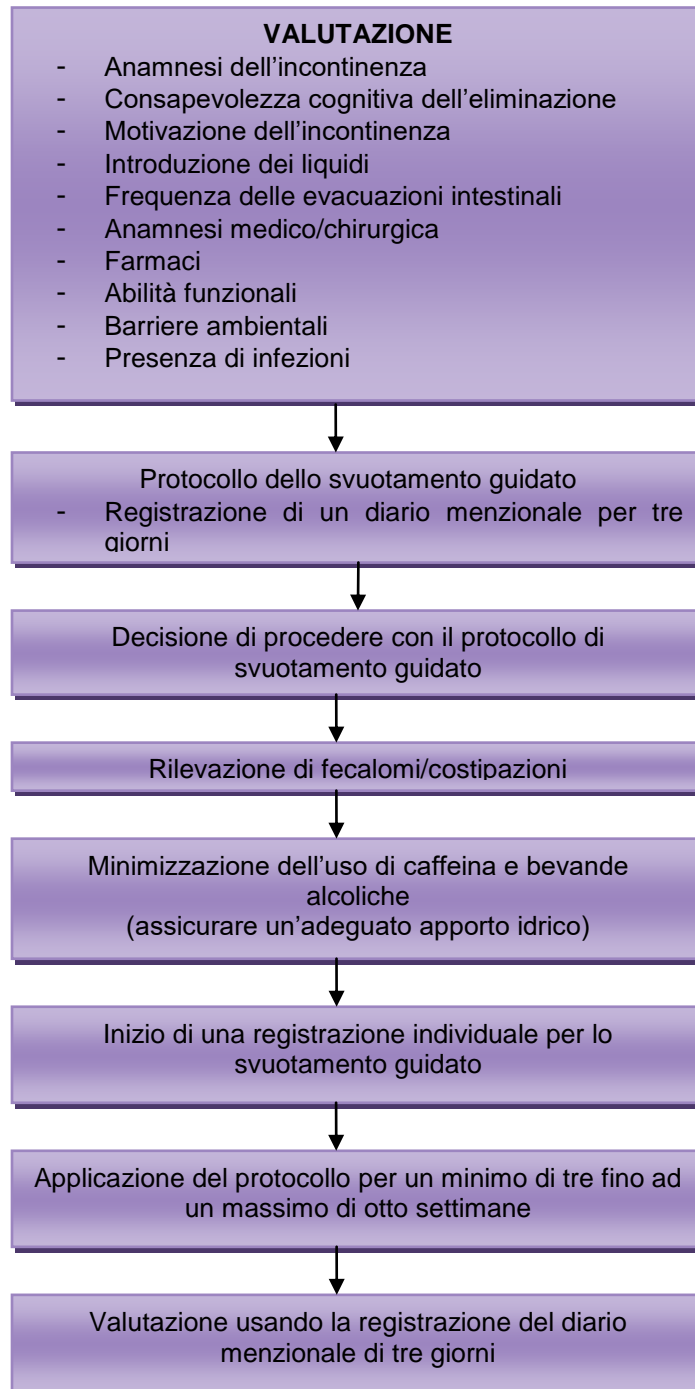 VALUTAZIONE
- Anamnesi dell’incontinenza
- Consapevolezza cognitiva dell’eliminazione
- Motivazione dell’incontinenza
- Introduzione dei liquidi
- Frequenza delle evacuazioni intestinali
- Anamnesi medico/chirurgica
- Farmaci
- Abilità funzionali
- Barriere ambientali
- Presenza di infezioni
Protocollo dello svuotamento guidato
- Registrazione di un diario menzionale per tre
giorni
Decisione di procedere con il protocollo di
svuotamento guidato
Rilevazione di fecalomi/costipazioni
Minimizzazione dell’uso di caffeina e bevande
alcoliche
(assicurare un’adeguato apporto idrico)
Inizio di una registrazione individuale per lo
svuotamento guidato
Applicazione del protocollo per un minimo di tre fino ad
un massimo di otto settimane
Valutazione usando la registrazione del diario
menzionale di tre giorni